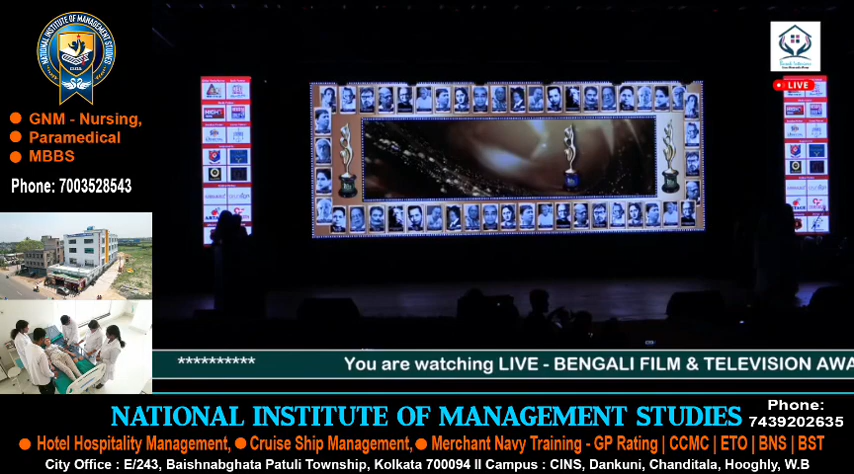 NATIONAL INSTITUTE OF MANAGEMENT STUDIES
GNM - Nursing,
Paramedical
MBBS
Phone: 7003528543
LIVE
********** You are watching LIVE - BENGALI FILM & TELEVISION AWA
NATIONAL INSTITUTE OF MANAGEMENT STUDIES
Phone:
7439202635
Hotel Hospitality Management, Cruise Ship Management, Merchant Navy Training - GP Rating | CCMC | ETO | BNS | BST
City Office : E/243, Baishnabghata Patuli Township, Kolkata 700094 II Campus : CINS, Dankuni, Chanditala, Hooghly, W.B